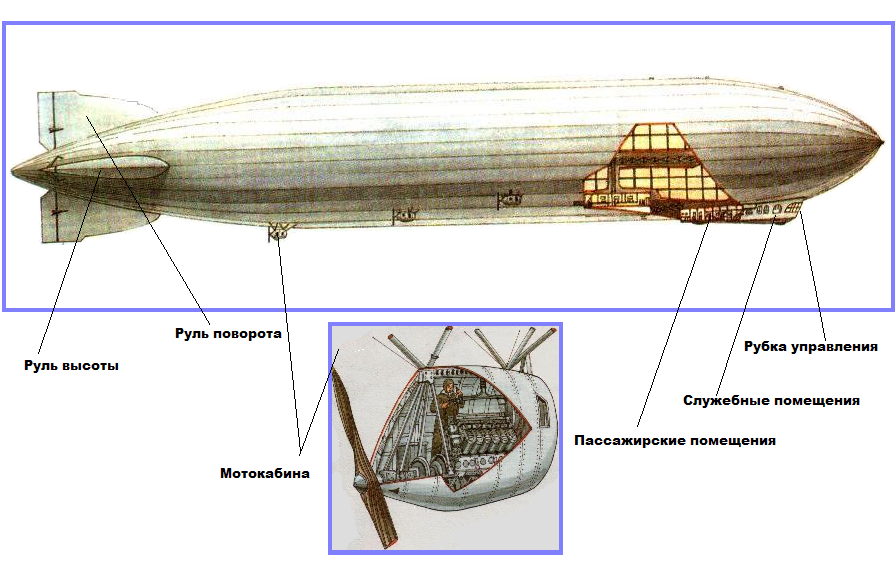 Руль поворота
Рубка управления
Руль высоты
Служебные помещения
Пассажирские помещения
Мотокабина